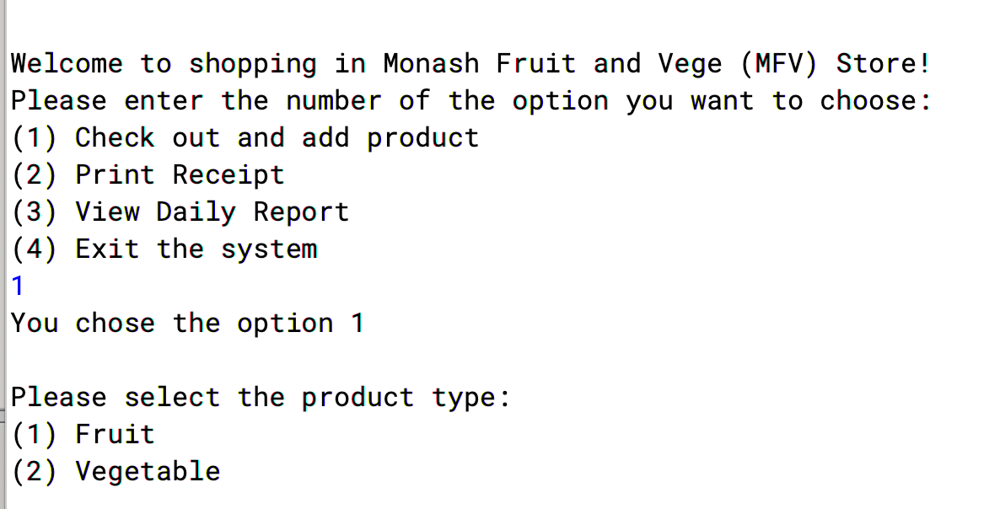 Welcome to shopping in Monash Fruit and Vege (MFV) Store!
Please enter the number of the option you want to choose:
(1) Check out and add product
(2) Print Receipt
(3) View Daily Report
(4) Exit the system
1
You chose the option 1
Please select the product type:
(1) Fruit
(2) Vegetable